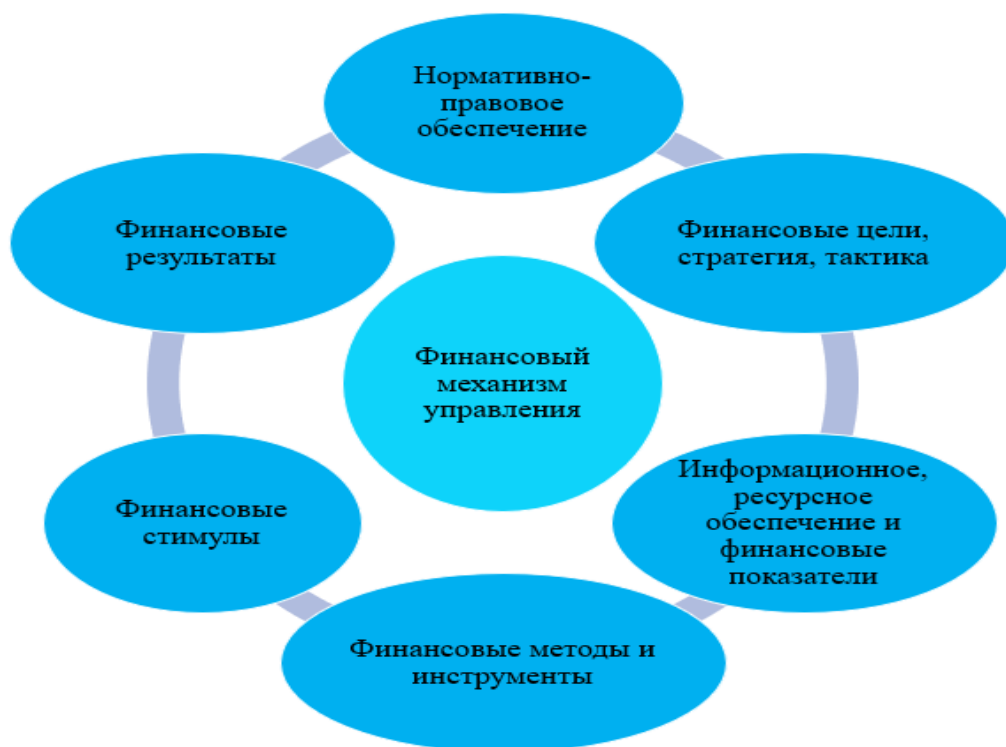 Нормативно-
правовое
обеспечение
Финансовые цели,
стратегия, тактика
Информационное,
ресурсное
обеспечение и
финансовые
показатели
Финансовые методы и
инструменты
Финансовые
стимулы
Финансовые
результаты
Финансовый
механизм
управления